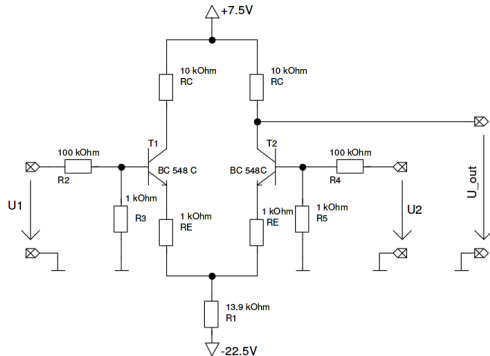 +7.5V
10 kOhm
RC
10 kOhm
RC
T1
T2
100 kOhm
R2
BC 548 C
BC 548 C
100 kOhm
R4
U1
1 kOhm
R3
1 kOhm
RE
1 kOhm
RE
1 kOhm
R5
U2
U_out
13.9 kOhm
R1
-22.5V